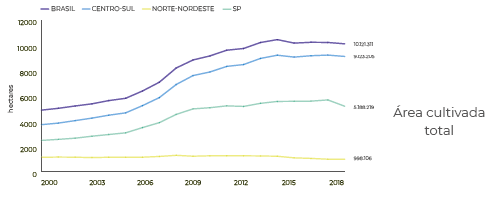 BRASIL CENTRO-SUL NORTE-NORDESTE SP
12000
10000
8000
6000
4000
2000
0
hectares
2000 2003 2006 2009 2012 2015 2018
Área cultivada
total